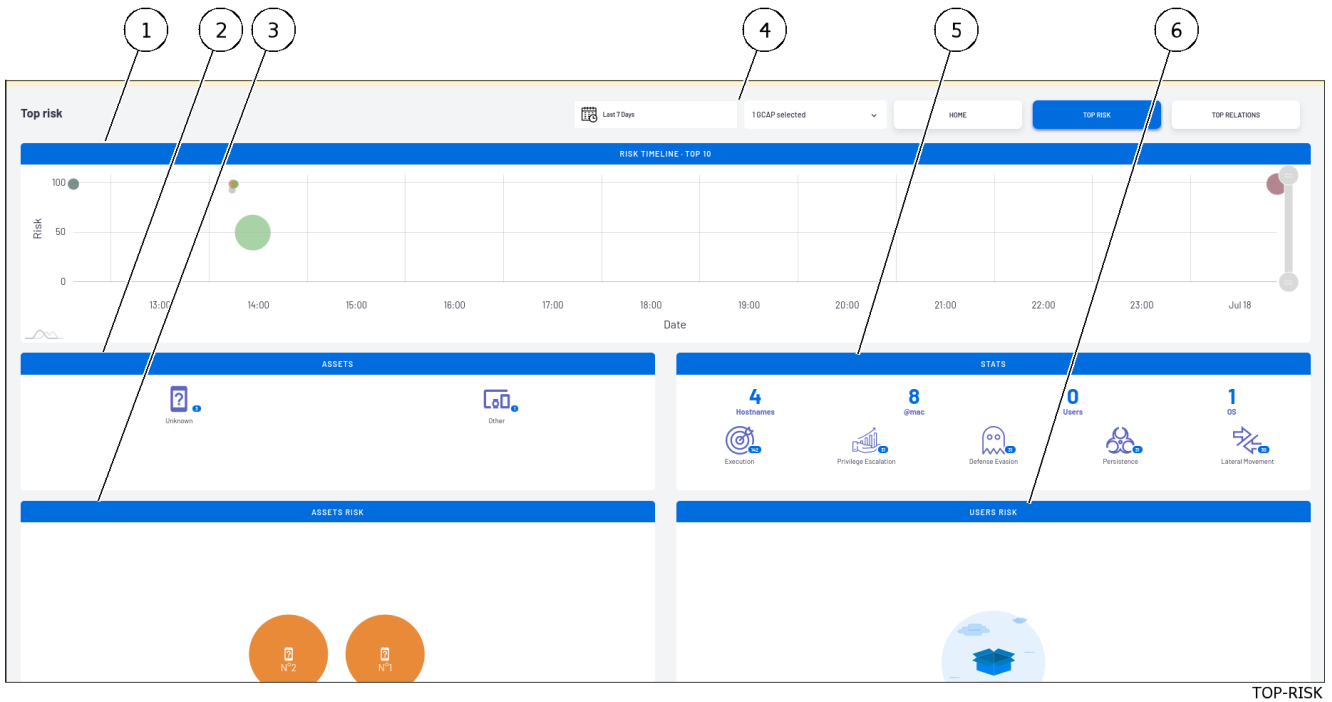 1 2 3 4 5 6
Top risk
Last 7 Days
1 GCAP selected
HOME
TOP RISK
TOP RELATIONS
RISK TIMELINE - TOP 10
100
50
0
Risk
13:00 14:00 15:00 16:00 17:00 18:00 19:00 20:00 21:00 22:00 23:00 Jul 18
Date
ASSETS
Unknown
Other
STATS
4 8 0 1
Hostnames @mac Users OS
Execution Privilege Escalation Defense Evasion Persistence Lateral Movement
ASSETS RISK
N°2 N°1
USERS RISK
TOP-RISK